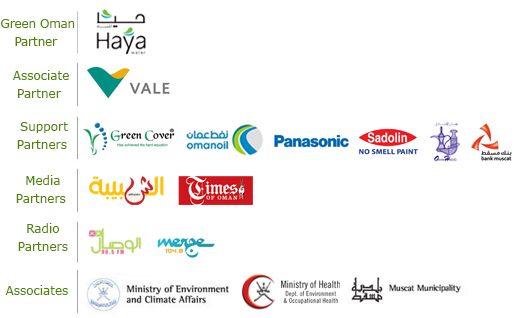 Green Oman
Partner
حيا
Haya
water
Associate
Partner
VALE
Support
Partners
Green Cover
نفط عمان
omanoil
Panasonic
Sadolin
NO SMELL PAINT
بنك مسقط
bank muscat
Media
Partners
الشبيبة
Times
OF OMAN
Radio
Partners
الوصال
merge
104.8
Associates
Ministry of Environment
and Climate Affairs
Ministry of Health
Dept. of Environment
& Occupational Health
بلدية
مسقط
Muscat Municipality